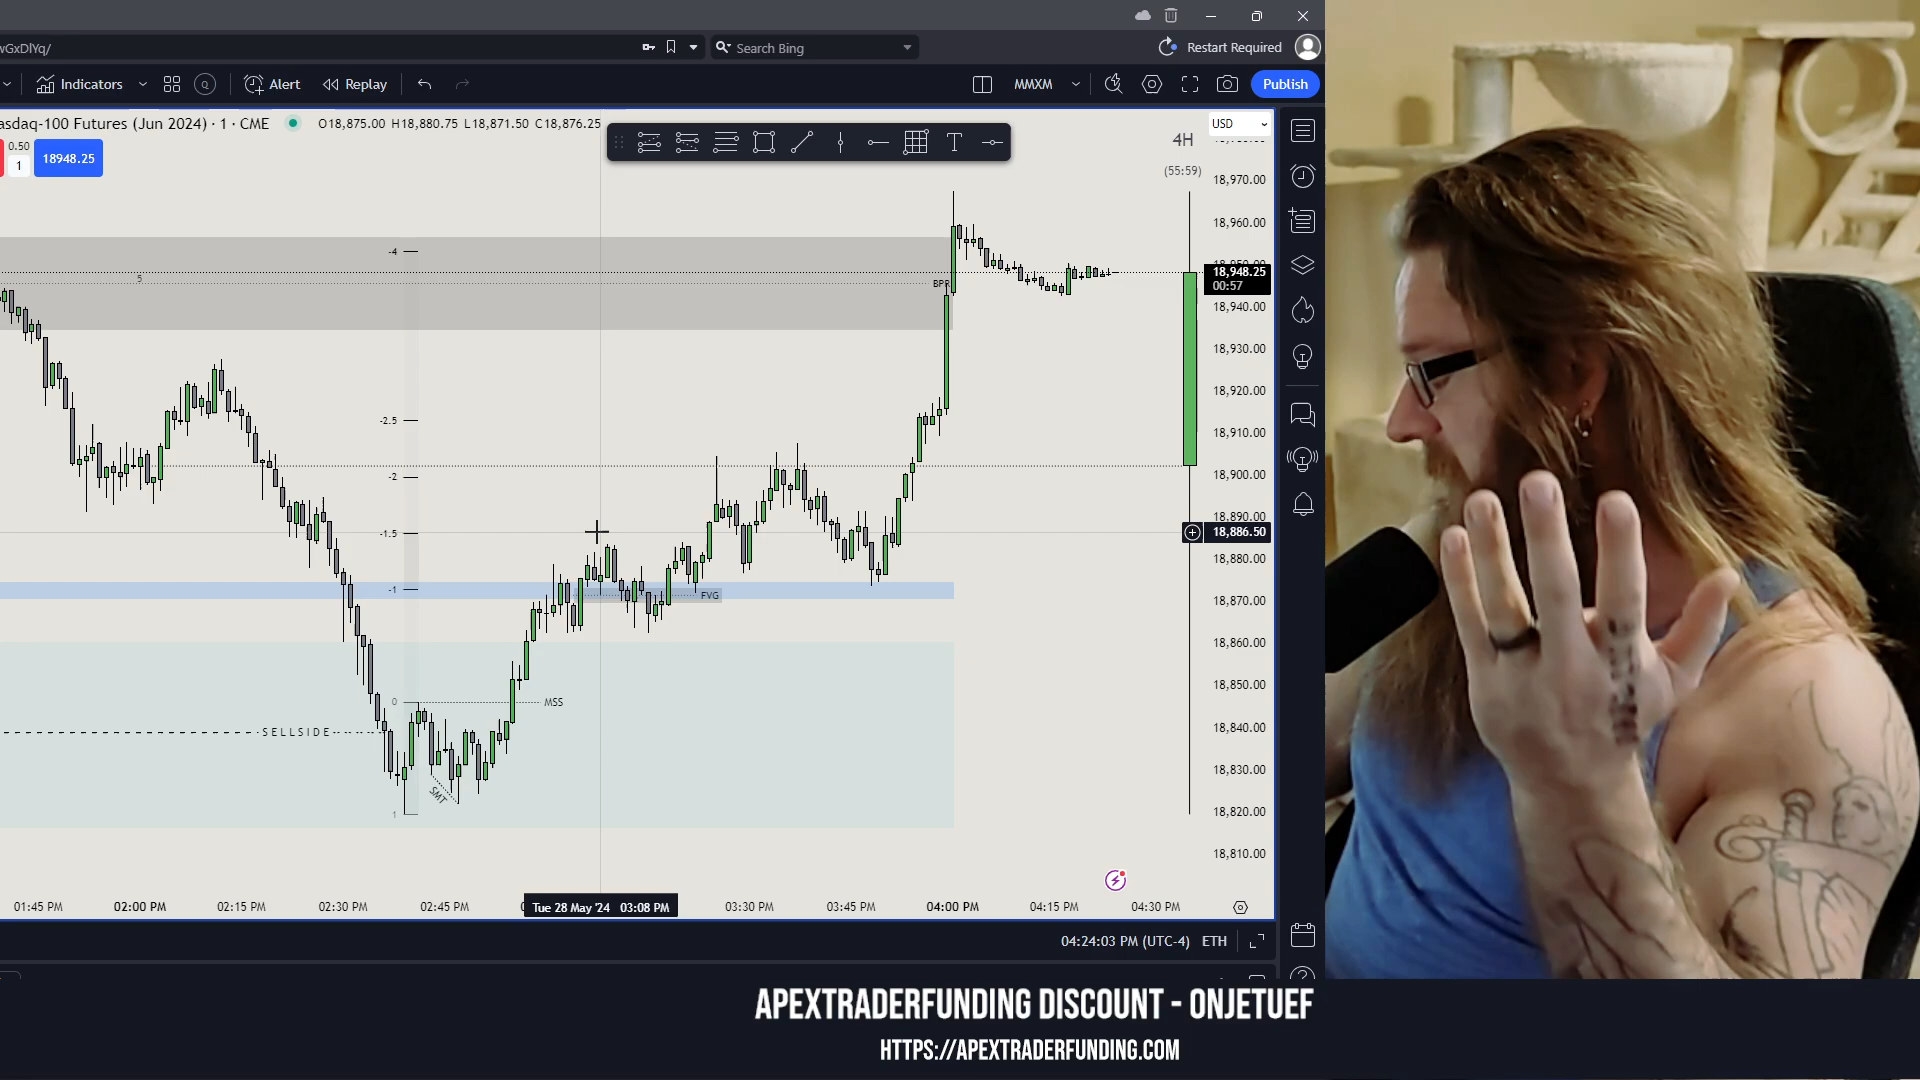 wGxDlYq/
Search Bing
Restart Required
Indicators
Alert
Replay
MMXM
Publish
asdaq-100 Futures (Jun 2024) · 1 · CME
O18,875.00 H18,880.75 L18,871.50 C18,876.25
USD
0.50
1
18948.25
4H
(55:59)
18,970.00
18,960.00
18,948.25
00:57
18,940.00
18,930.00
18,920.00
18,910.00
18,900.00
18,890.00
18,886.50
18,880.00
18,870.00
18,860.00
18,850.00
18,840.00
18,830.00
18,820.00
18,810.00
-4
5
BPR
-2.5
-2
-1.5
-1
FVG
0
MSS
SELLSIDE
SMT
1
01:45 PM
02:00 PM
02:15 PM
02:30 PM
02:45 PM
Tue 28 May '24 03:08 PM
03:30 PM
03:45 PM
04:00 PM
04:15 PM
04:30 PM
04:24:03 PM (UTC-4)
ETH
APEXTRADERFUNDING DISCOUNT - ONJETUEF
HTTPS://APEXTRADERFUNDING.COM